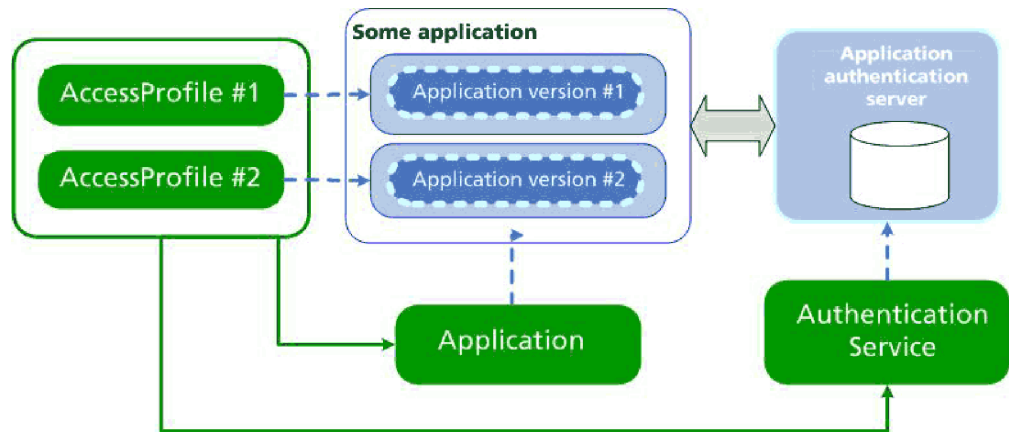 Some application
AccessProfile #1
Application version #1
AccessProfile #2
Application version #2
Application
authentication
server
Application
Authentication
Service